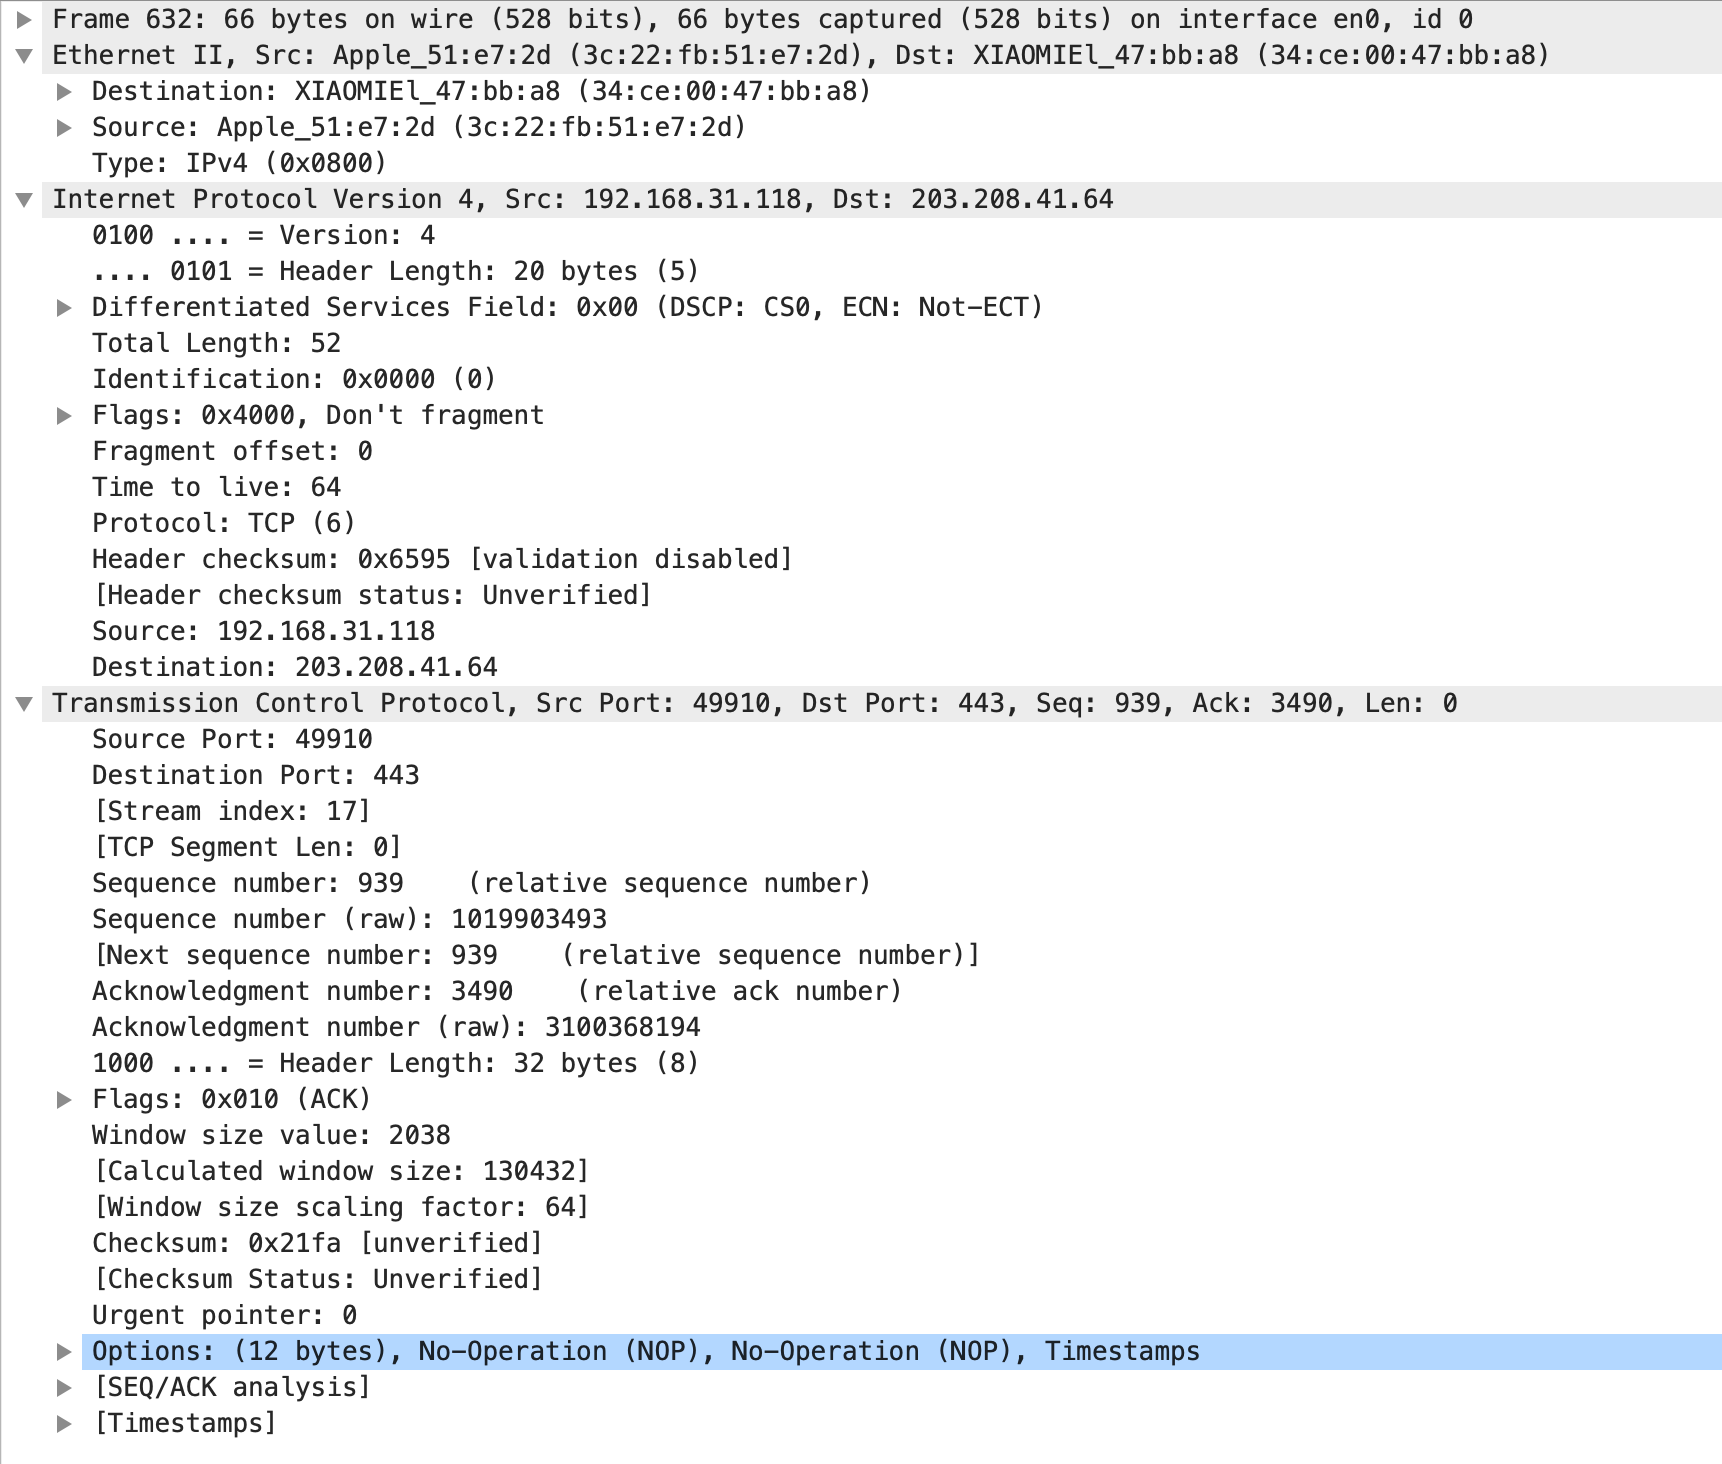 Frame 632: 66 bytes on wire (528 bits), 66 bytes captured (528 bits) on interface en0, id 0
Ethernet II, Src: Apple_51:e7:2d (3c:22:fb:51:e7:2d), Dst: XIAOMIEl_47:bb:a8 (34:ce:00:47:bb:a8)
Destination: XIAOMIEl_47:bb:a8 (34:ce:00:47:bb:a8)
Source: Apple_51:e7:2d (3c:22:fb:51:e7:2d)
Type: IPv4 (0x0800)
Internet Protocol Version 4, Src: 192.168.31.118, Dst: 203.208.41.64
0100 .... = Version: 4
.... 0101 = Header Length: 20 bytes (5)
Differentiated Services Field: 0x00 (DSCP: CS0, ECN: Not-ECT)
Total Length: 52
Identification: 0x0000 (0)
Flags: 0x4000, Don't fragment
Fragment offset: 0
Time to live: 64
Protocol: TCP (6)
Header checksum: 0x6595 [validation disabled]
[Header checksum status: Unverified]
Source: 192.168.31.118
Destination: 203.208.41.64
Transmission Control Protocol, Src Port: 49910, Dst Port: 443, Seq: 939, Ack: 3490, Len: 0
Source Port: 49910
Destination Port: 443
[Stream index: 17]
[TCP Segment Len: 0]
Sequence number: 939    (relative sequence number)
Sequence number (raw): 1019903493
[Next sequence number: 939    (relative sequence number)]
Acknowledgment number: 3490    (relative ack number)
Acknowledgment number (raw): 3100368194
1000 .... = Header Length: 32 bytes (8)
Flags: 0x010 (ACK)
Window size value: 2038
[Calculated window size: 130432]
[Window size scaling factor: 64]
Checksum: 0x21fa [unverified]
[Checksum Status: Unverified]
Urgent pointer: 0
Options: (12 bytes), No-Operation (NOP), No-Operation (NOP), Timestamps
[SEQ/ACK analysis]
[Timestamps]